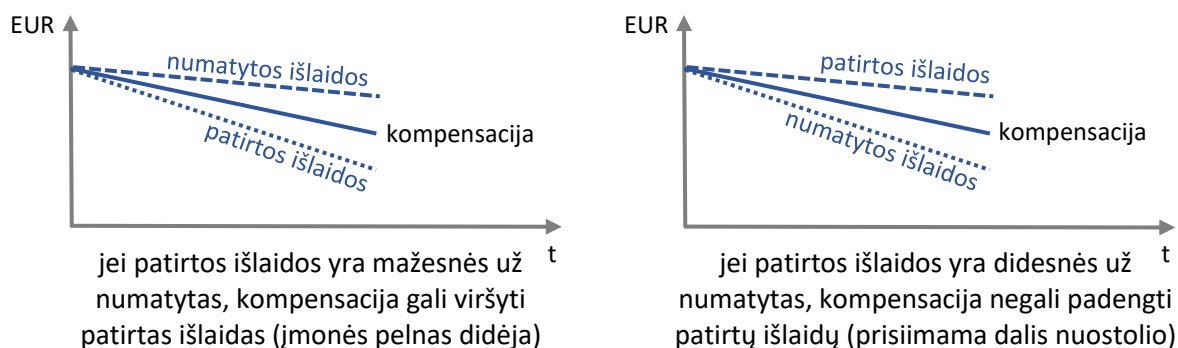 EUR
numatytos išlaidos
kompensacija
patirtos išlaidos
t
jei patirtos išlaidos yra mažesnės už
numatytas, kompensacija gali viršyti
patirtas išlaidas (įmonės pelnas didėja)
EUR
patirtos išlaidos
kompensacija
numatytos išlaidos
t
jei patirtos išlaidos yra didesnės už
numatytas, kompensacija negali padengti
patirtų išlaidų (prisiimama dalis nuostolio)